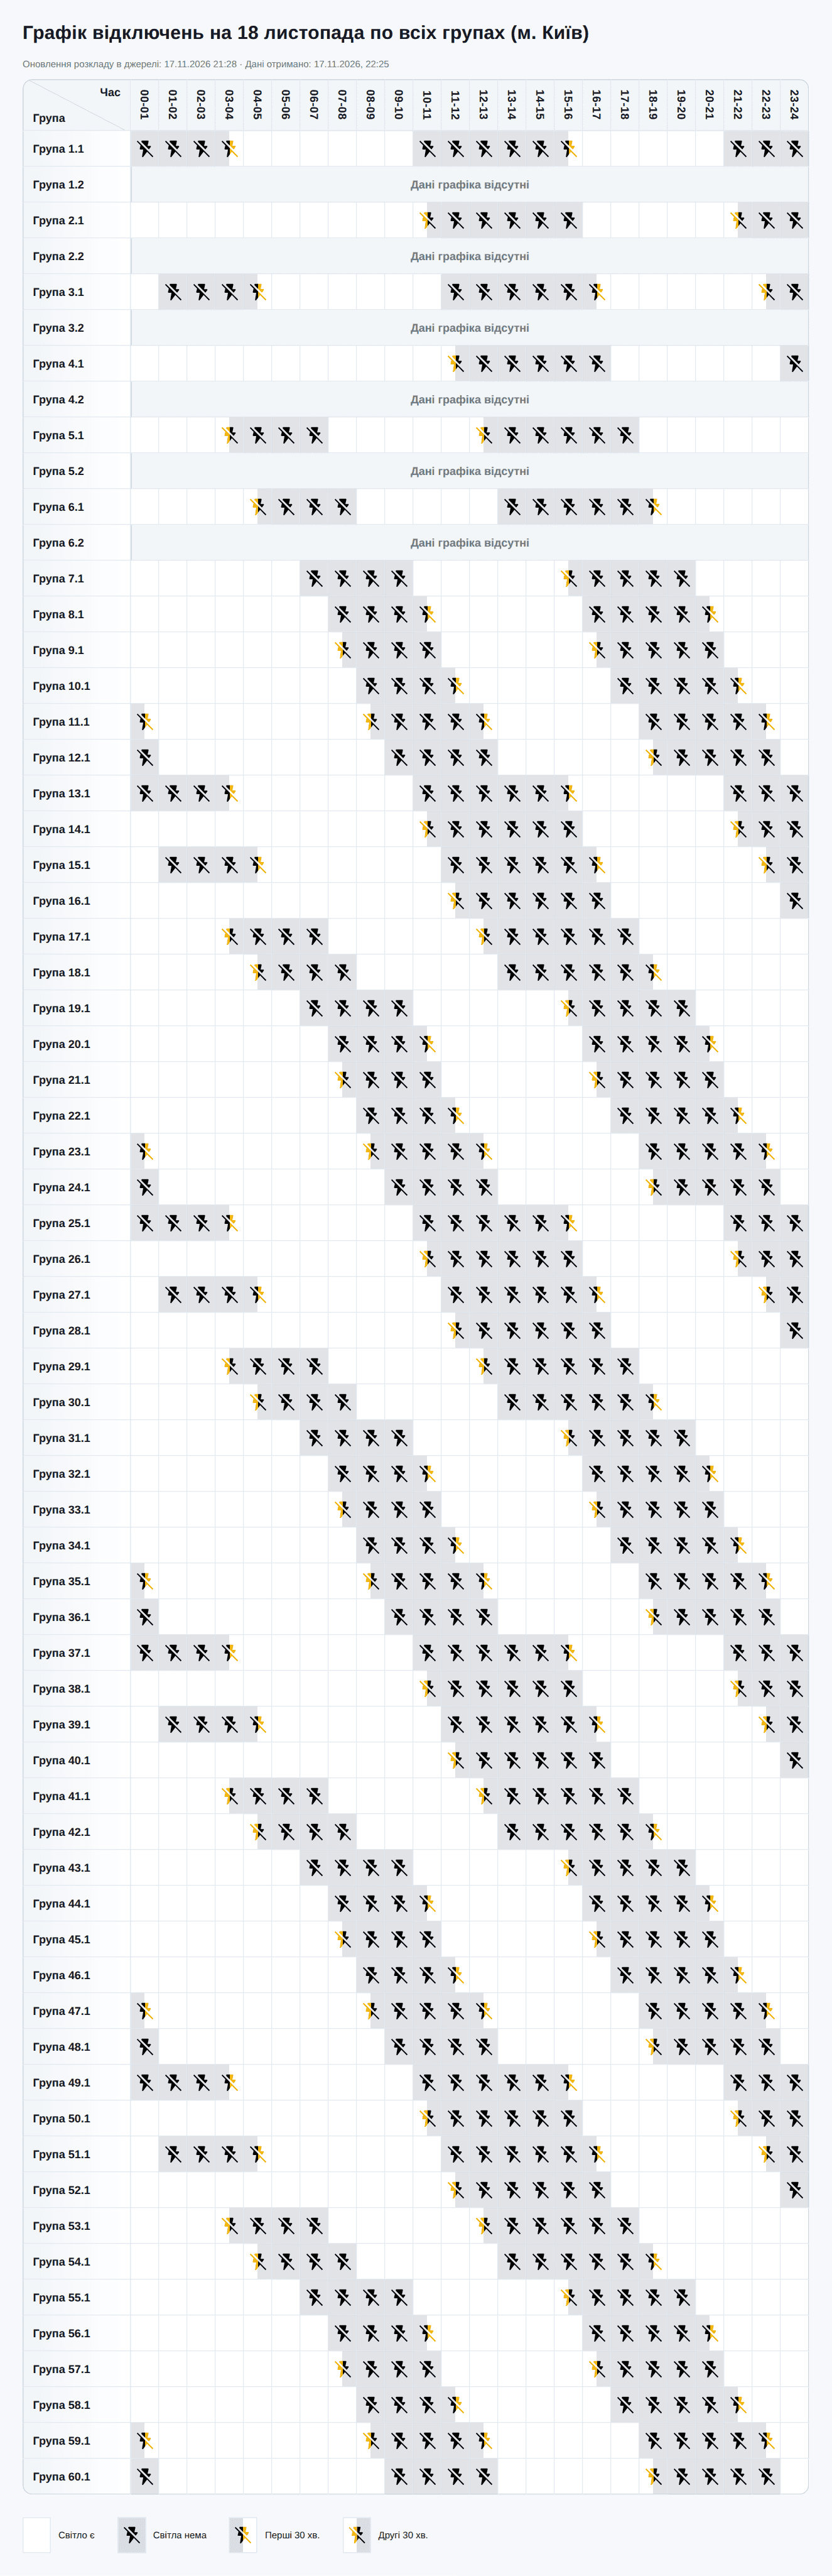 Графік відключень на 18 листопада по всіх групах (м. Київ)
Оновлення розкладу в джерелі: 17.11.2026 21:28 · Дані отримано: 17.11.2026, 22:25
Час
Група
00-01 01-02 02-03 03-04 04-05 05-06 06-07 07-08 08-09 09-10 10-11 11-12 12-13 13-14 14-15 15-16 16-17 17-18 18-19 19-20 20-21 21-22 22-23 23-24
Група 1.1
Група 1.2 Дані графіка відсутні
Група 2.1
Група 2.2 Дані графіка відсутні
Група 3.1
Група 3.2 Дані графіка відсутні
Група 4.1
Група 4.2 Дані графіка відсутні
Група 5.1
Група 5.2 Дані графіка відсутні
Група 6.1
Група 6.2 Дані графіка відсутні
Група 7.1
Група 8.1
Група 9.1
Група 10.1
Група 11.1
Група 12.1
Група 13.1
Група 14.1
Група 15.1
Група 16.1
Група 17.1
Група 18.1
Група 19.1
Група 20.1
Група 21.1
Група 22.1
Група 23.1
Група 24.1
Група 25.1
Група 26.1
Група 27.1
Група 28.1
Група 29.1
Група 30.1
Група 31.1
Група 32.1
Група 33.1
Група 34.1
Група 35.1
Група 36.1
Група 37.1
Група 38.1
Група 39.1
Група 40.1
Група 41.1
Група 42.1
Група 43.1
Група 44.1
Група 45.1
Група 46.1
Група 47.1
Група 48.1
Група 49.1
Група 50.1
Група 51.1
Група 52.1
Група 53.1
Група 54.1
Група 55.1
Група 56.1
Група 57.1
Група 58.1
Група 59.1
Група 60.1
Світло є Світла нема Перші 30 хв. Другі 30 хв.